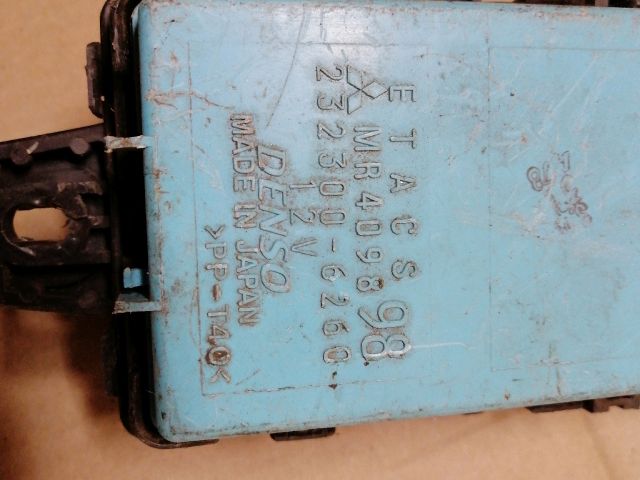 ETACS
MR409898
232300-6260
12V
DENSO
MADE IN JAPAN
>PP-T40<